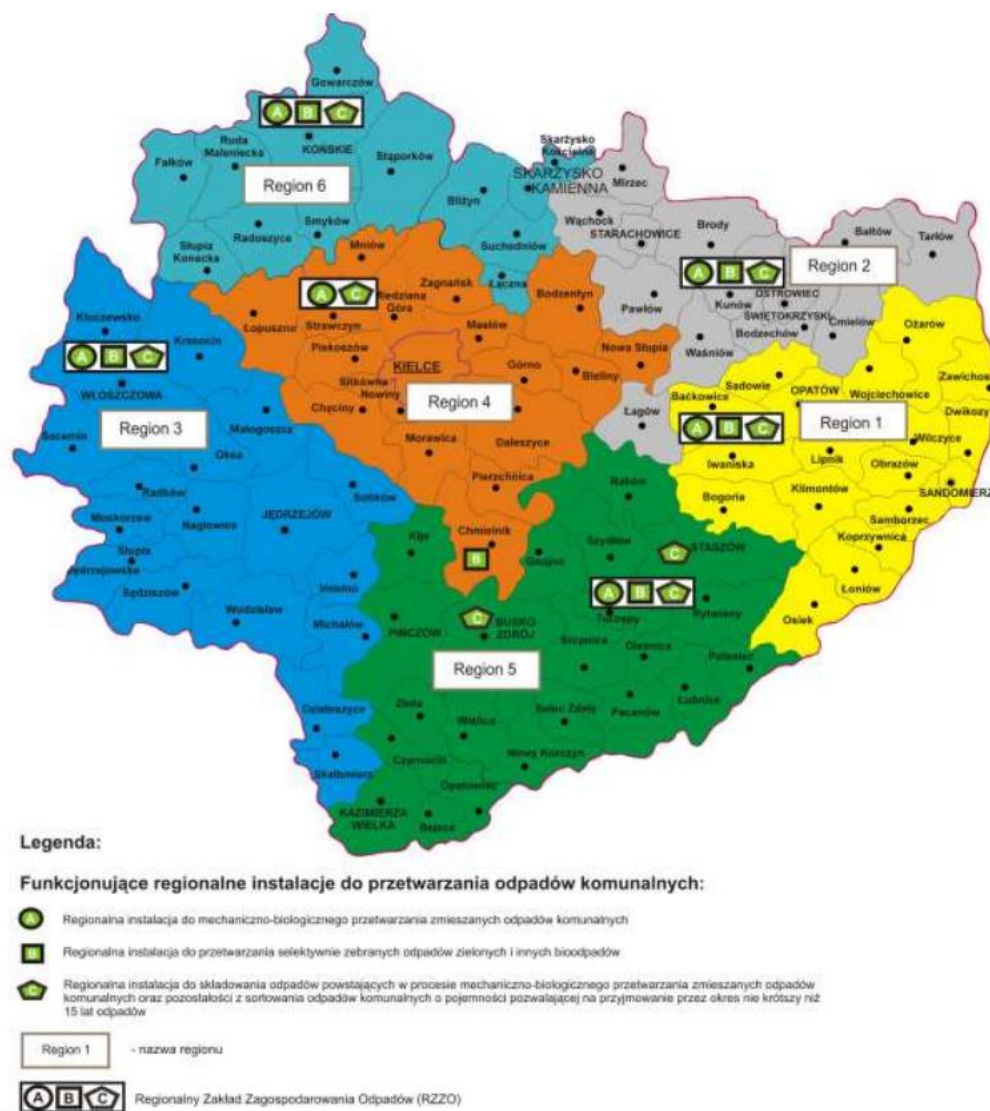 Gowarczów
A B C
Ruda
Maleniecka
KOŃSKIE
Fałków
Stąporków
Skarżysko
Kościelne
SKARŻYSKO
KAMIENNA
Mirzec
Region 6
Bliżyn
Wąchock
STARACHOWICE
Brody
Bałtów
Tarłów
Smyków
Radoszyce
Mniów
Suchedniów
Słupia
Konecka
A B C
Region 2
Zagnańsk
Łączna
Bodzentyn
A C
Pawłów
Kunów
OSTROWIEC
ŚWIĘTOKRZYSKI
Kluczewsko
Łopuszno
Strawczyn
Miedziana
Góra
Masłów
Bodzechów
Ćmielów
Ożarów
Krasocin
Piekoszów
Nowa Słupia
Waśniów
A B C
KIELCE
Górno
Bieliny
Sadowie
Zawichost
WŁOSZCZOWA
Sitkówka
Nowiny
Baćkowice
OPATÓW
Wojciechowice
Chęciny
Region 4
Łagów
Dwikozy
Region 3
Małogoszcz
A B C
Region 1
Wilczyce
Secemin
Morawica
Daleszyce
Oksa
Iwaniska
Lipnik
Obrazów
Pierzchnica
SANDOMIERZ
Radków
Sobków
Raków
Bogoria
Klimontów
Nagłowice
JĘDRZEJÓW
Samborzec
Moskorzew
Chmielnik
Koprzywnica
Słupia
Jędrzejowska
Kije
B
Gnojno
Szydłów
C
STASZÓW
Łoniów
Sędziszów
Imielno
A B C
Osiek
Wodzisław
Michałów
PIŃCZÓW
C
BUSKO
ZDRÓJ
Tuczępy
Rytwiany
Stopnica
Oleśnica
Połaniec
Region 5
Łubnice
Działoszyce
Złota
Wiślica
Solec Zdrój
Pacanów
Skalbmierz
Czarnocin
Nowy Korczyn
Opatowiec
KAZIMIERZA
WIELKA
Bejsce
Legenda:
Funkcjonujące regionalne instalacje do przetwarzania odpadów komunalnych:
A Regionalna instalacja do mechaniczno-biologicznego przetwarzania zmieszanych odpadów komunalnych
B Regionalna instalacja do przetwarzania selektywnie zebranych odpadów zielonych i innych bioodpadów
C Regionalna instalacja do składowania odpadów powstających w procesie mechaniczno-biologicznego przetwarzania zmieszanych odpadów
komunalnych oraz pozostałości z sortowania odpadów komunalnych o pojemności pozwalającej na przyjmowanie przez okres nie krótszy niż
15 lat odpadów
Region 1 - nazwa regionu
A B C Regionalny Zakład Zagospodarowania Odpadów (RZZO)